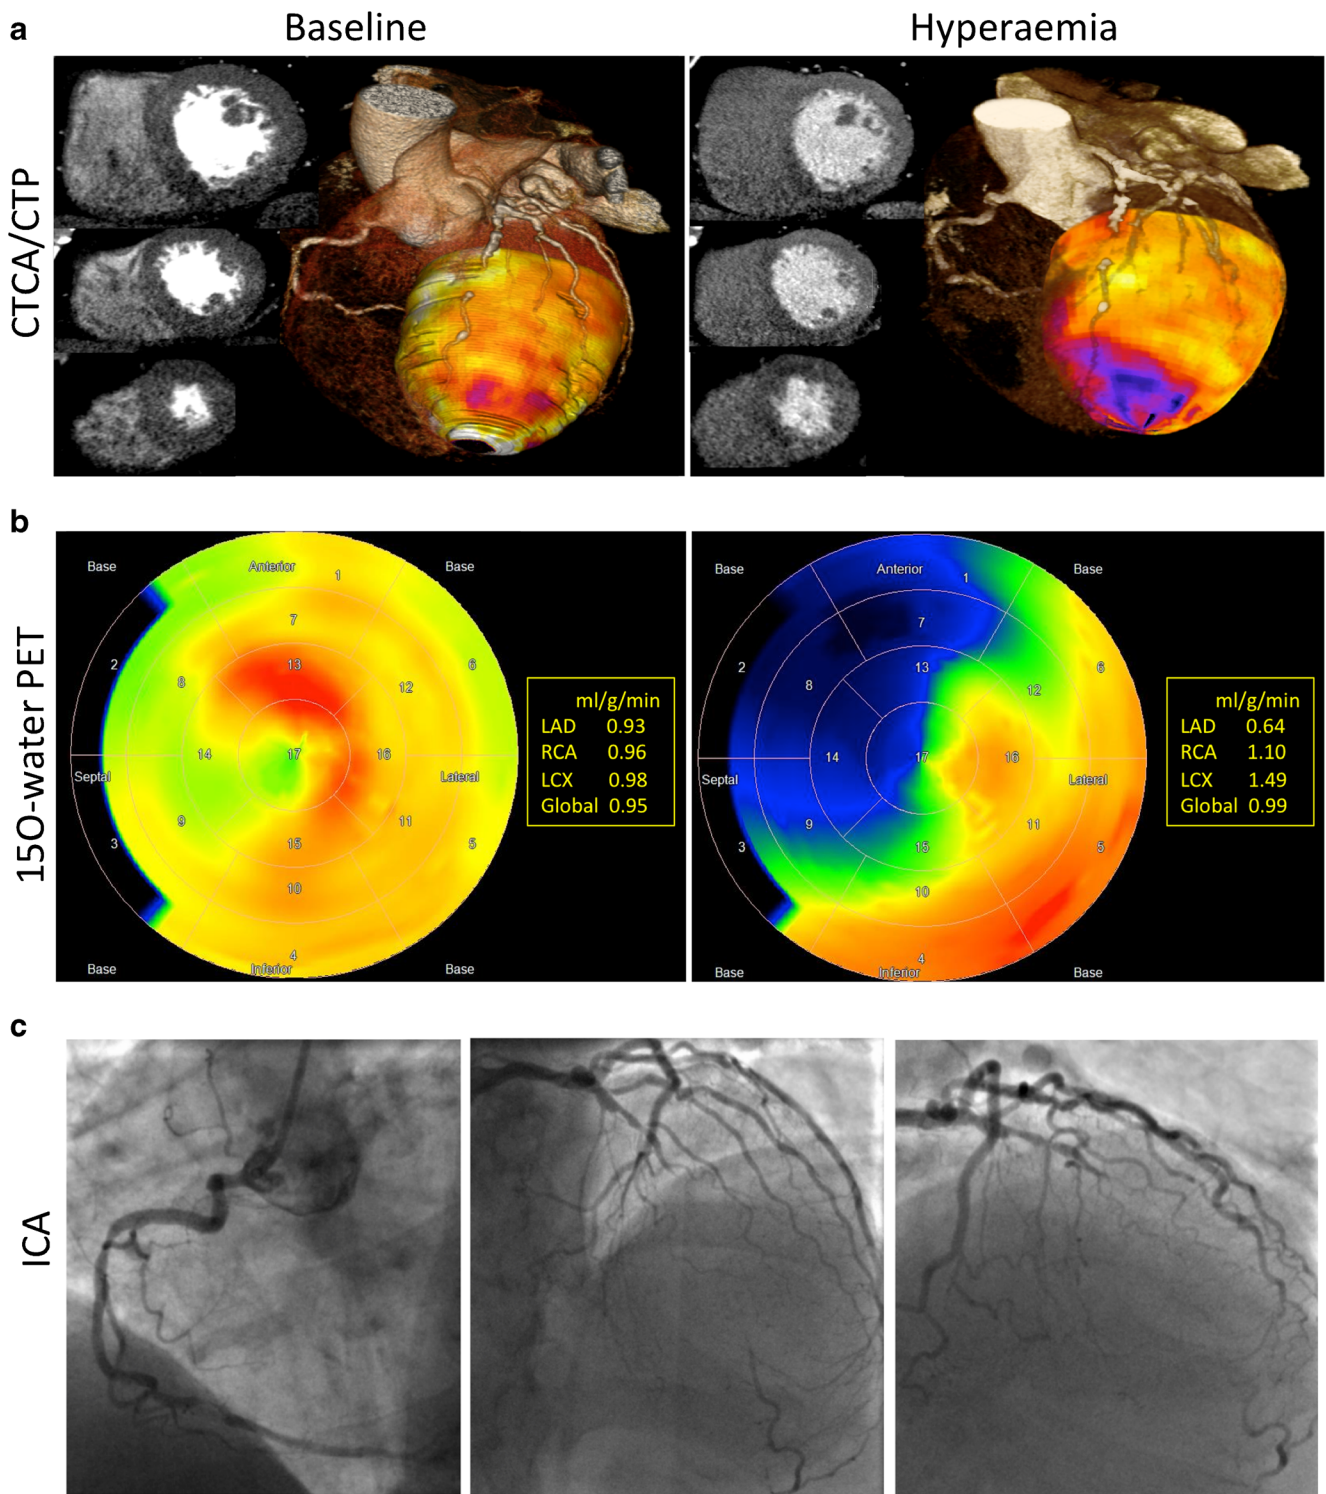 a
Baseline
Hyperaemia
CTCA/CTP
b
15O-water PET
Base
Anterior
Base
1
7
2
13
6
8
12
14
17
16
Septal
Lateral
9
11
3
15
5
10
4
Base
Inferior
Base
ml/g/min
LAD 0.93
RCA 0.96
LCX 0.98
Global 0.95
Base
Anterior
Base
1
7
2
13
6
8
12
14
17
16
Septal
Lateral
9
11
3
15
5
10
4
Base
Inferior
Base
ml/g/min
LAD 0.64
RCA 1.10
LCX 1.49
Global 0.99
c
ICA